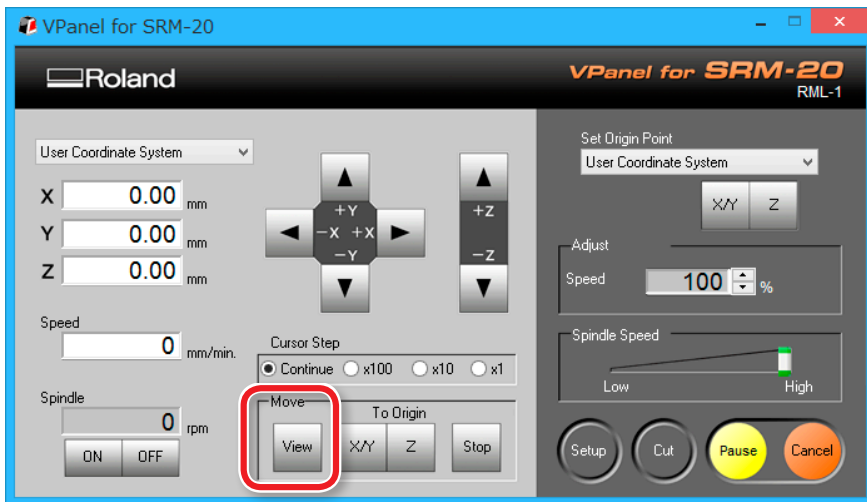 VPanel for SRM-20
Roland
VPanel for SRM-20
RML-1
User Coordinate System
X 0.00 mm
Y 0.00 mm
Z 0.00 mm
Speed
0 mm/min.
Spindle
0 rpm
ON OFF
+Y
-X +X
-Y
+Z
-Z
Cursor Step
Continue x100 x10 x1
Move
To Origin
View X/Y Z Stop
Set Origin Point
User Coordinate System
X/Y Z
Adjust
Speed 100 %
Spindle Speed
Low High
Setup Cut Pause Cancel